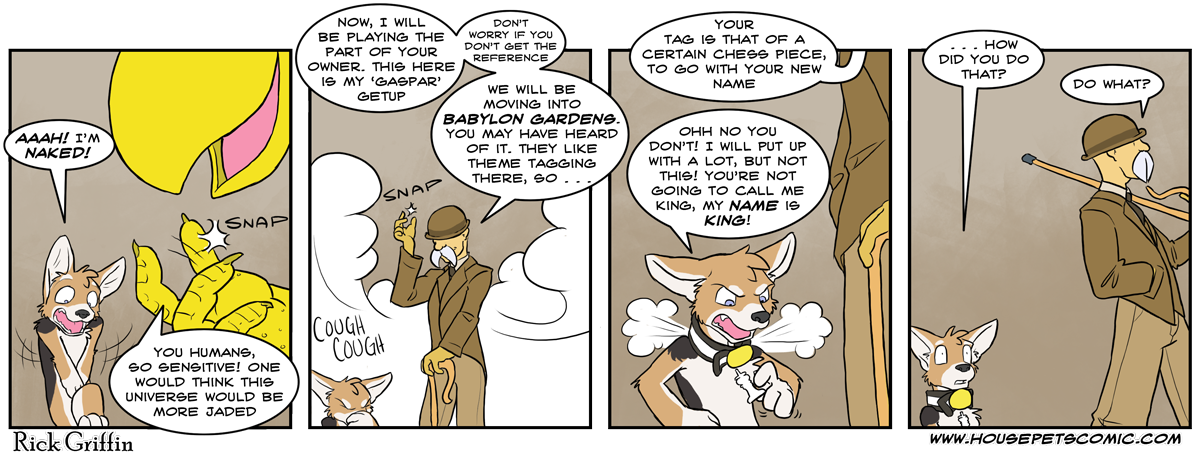 AAAH! I'M
NAKED!
SNAP
YOU HUMANS,
SO SENSITIVE! ONE
WOULD THINK THIS
UNIVERSE WOULD BE
MORE JADED
NOW, I WILL
BE PLAYING THE
PART OF YOUR
OWNER. THIS HERE
IS MY 'GASPAR'
GETUP
DON'T
WORRY IF YOU
DON'T GET THE
REFERENCE
WE WILL BE
MOVING INTO
BABYLON GARDENS.
YOU MAY HAVE HEARD
OF IT. THEY LIKE
THEME TAGGING
THERE, SO . . .
SNAP
COUGH
COUGH
YOUR
TAG IS THAT OF A
CERTAIN CHESS PIECE,
TO GO WITH YOUR NEW
NAME
OHH NO YOU
DON'T! I WILL PUT UP
WITH A LOT, BUT NOT
THIS! YOU'RE NOT
GOING TO CALL ME
KING, MY NAME IS
KING!
. . . HOW
DID YOU DO
THAT?
DO WHAT?
Rick Griffin
WWW.HOUSEPETSCOMIC.COM